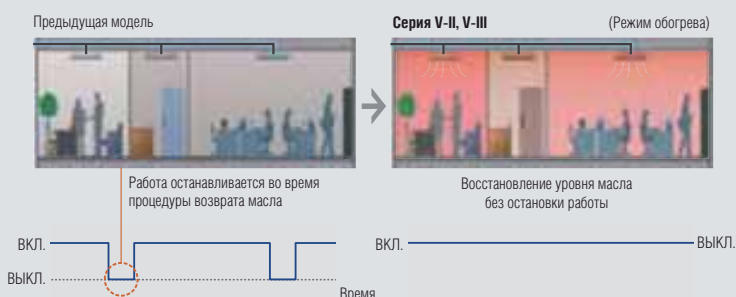 Предыдущая модель
Серия V-II, V-III
(Режим обогрева)
Работа останавливается во время
процедуры возврата масла
Восстановление уровня масла
без остановки работы
ВКЛ.
ВЫКЛ.
Время
ВКЛ.
ВЫКЛ.